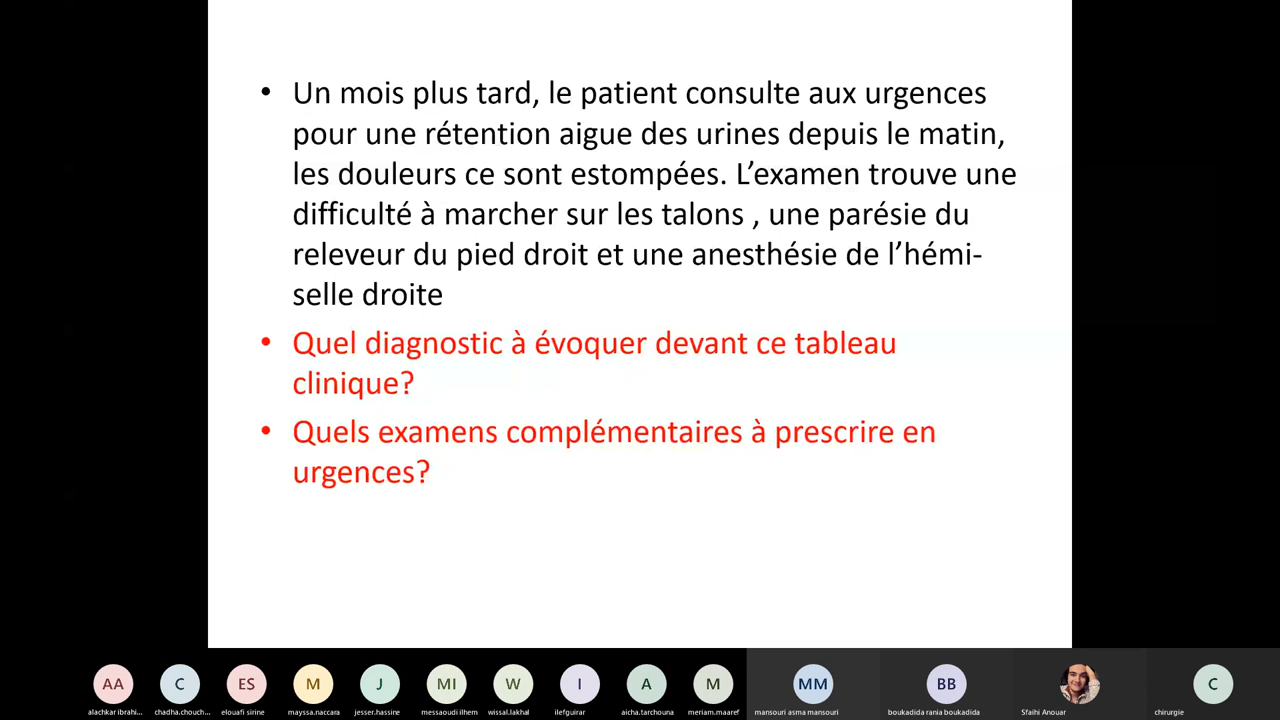 • Un mois plus tard, le patient consulte aux urgences
pour une rétention aigue des urines depuis le matin,
les douleurs ce sont estompées. L’examen trouve une
difficulté à marcher sur les talons , une parésie du
releveur du pied droit et une anesthésie de l’hémi-
selle droite
• Quel diagnostic à évoquer devant ce tableau
clinique?
• Quels examens complémentaires à prescrire en
urgences?
AA C ES M J MI W I A M MM BB C
alachkar ibrahi... chadha.chouch... elouafi sirine mayssa.naccara jesser.hassine messaoudi ilhem wissal.lakhal ilefguirar aicha.tarchouna meriam.maaref mansouri asma mansouri boukadida rania boukadida Sfaihi Anouar chirurgie